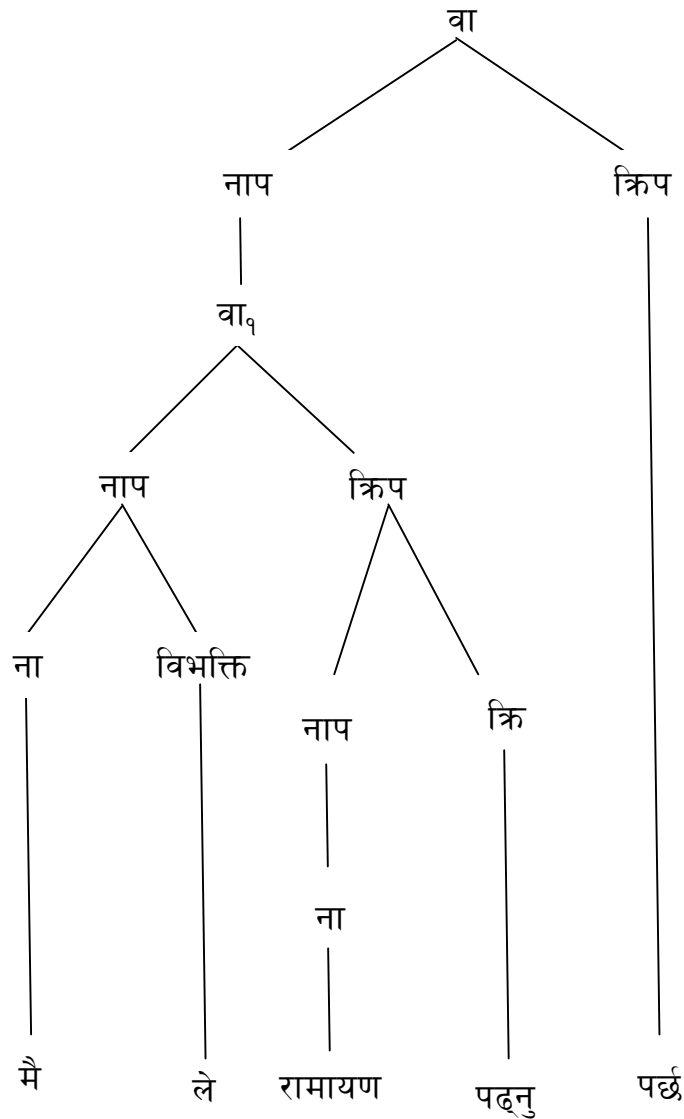 वा
नाप क्रिप
वा१
नाप क्रिप
ना विभक्ति
नाप क्रि
ना
मै ले रामायण पढ्नु पर्छ